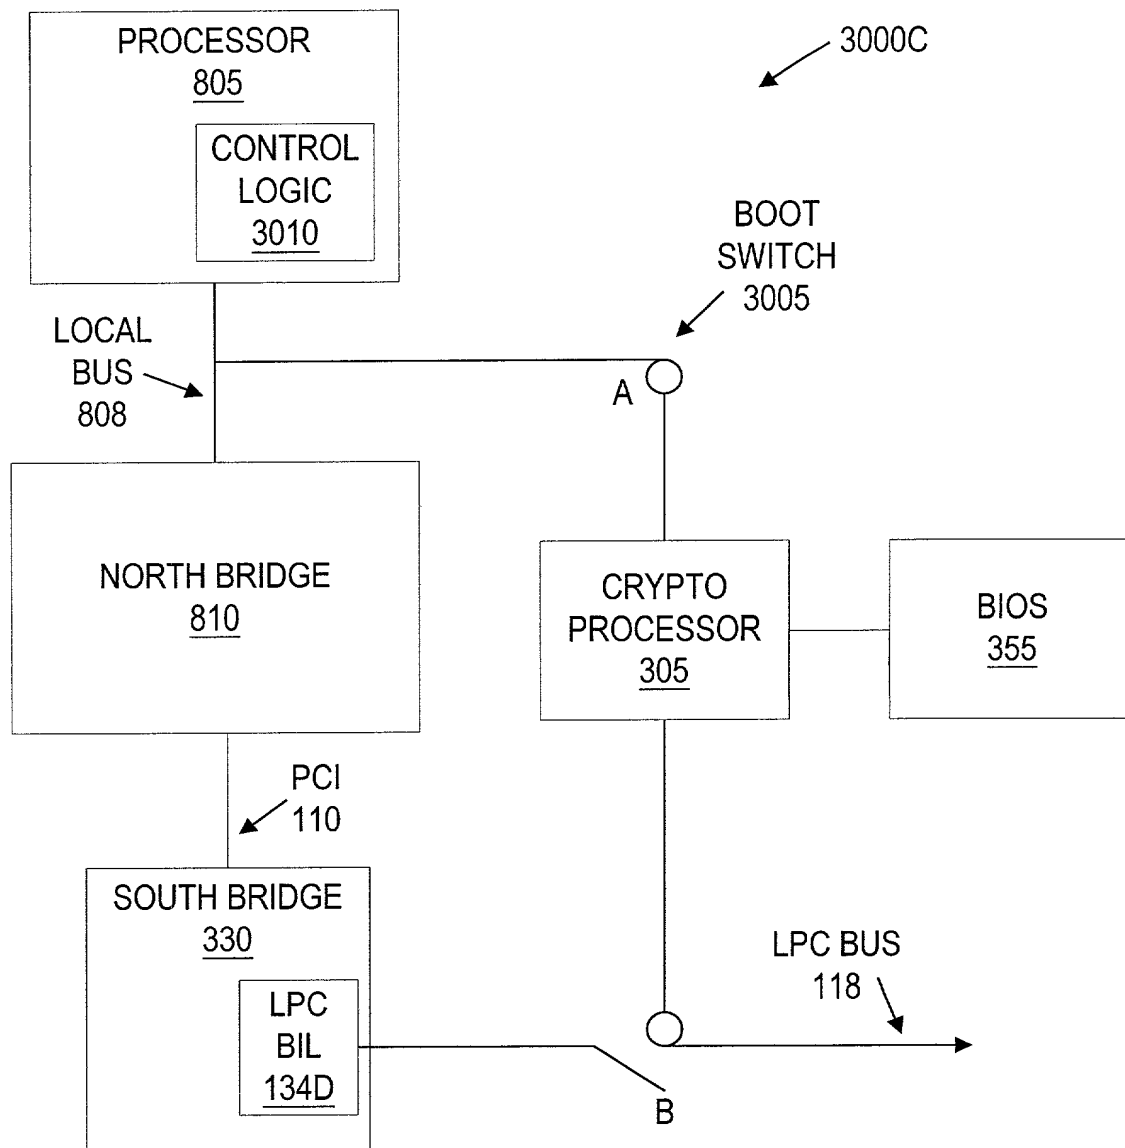 PROCESSOR
805
CONTROL
LOGIC
3010
3000C
BOOT
SWITCH
3005
LOCAL
BUS
808
A
NORTH BRIDGE
810
CRYPTO
PROCESSOR
305
BIOS
355
PCI
110
SOUTH BRIDGE
330
LPC
BIL
134D
LPC BUS
118
B